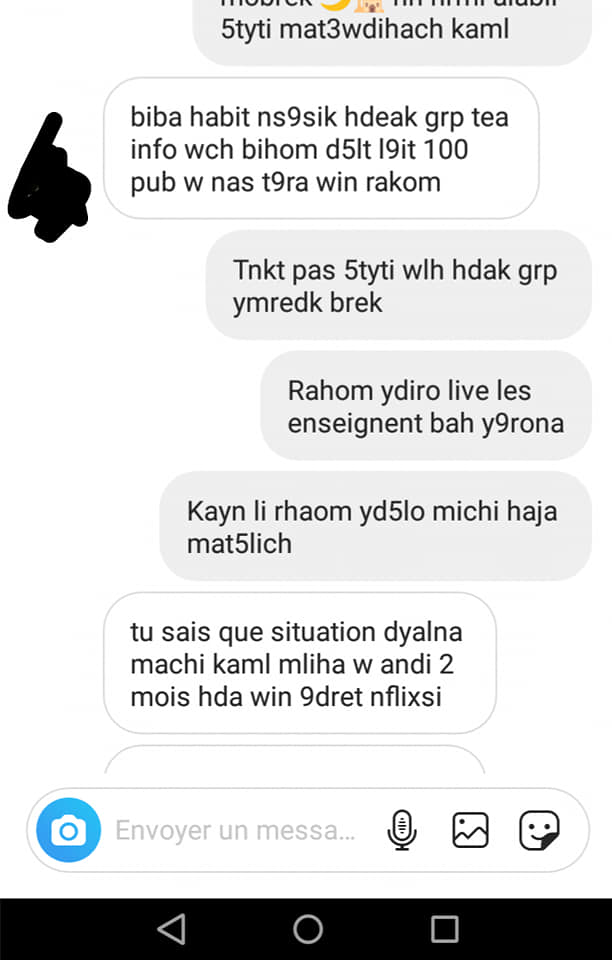 5tyti mat3wdihach kaml
biba habit ns9sik hdeak grp tea
info wch bihom d5lt l9it 100
pub w nas t9ra win rakom
Tnkt pas 5tyti wlh hdak grp
ymredk brek
Rahom ydiro live les
enseignent bah y9rona
Kayn li rhaom yd5lo michi haja
mat5lich
tu sais que situation dyalna
machi kaml mliha w andi 2
mois hda win 9dret nflixsi
Envoyer un messa...